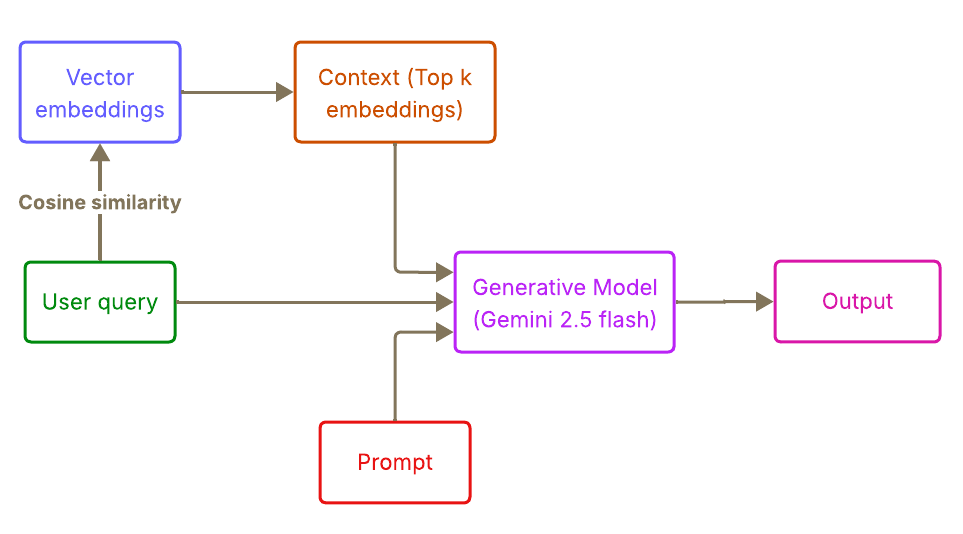 Vector
embeddings
Context (Top k
embeddings)
Cosine similarity
User query
Generative Model
(Gemini 2.5 flash)
Output
Prompt